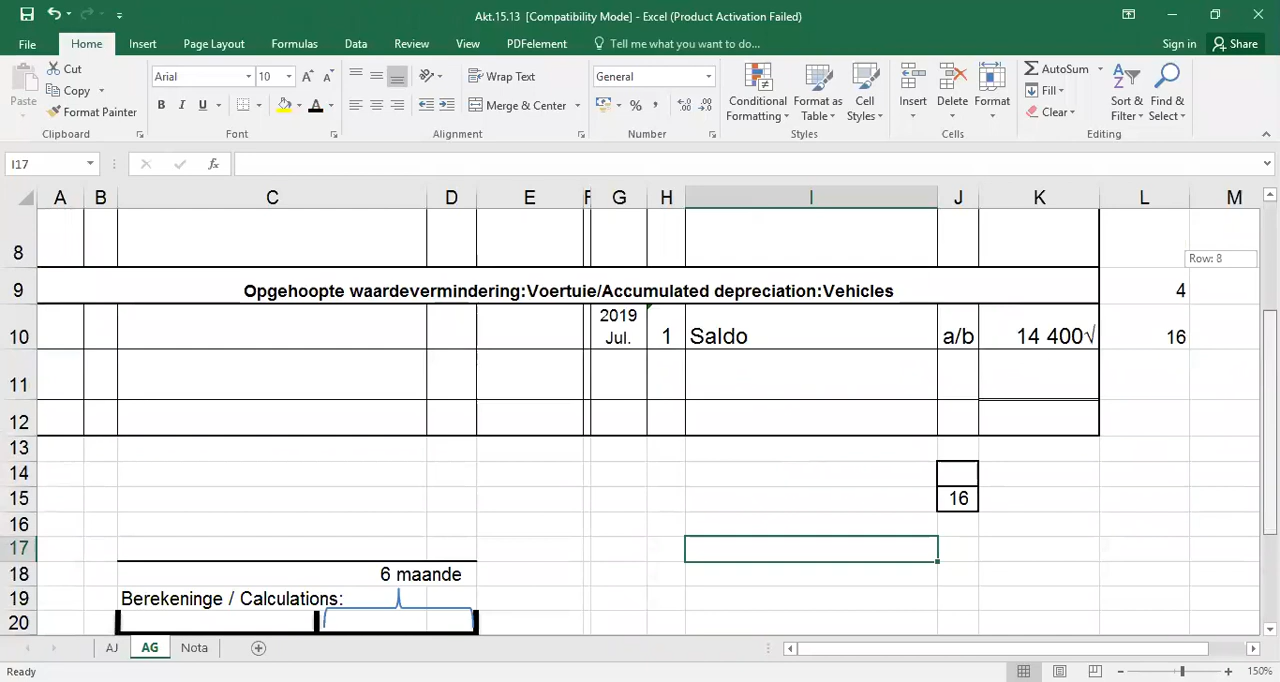 Akt.15.13 [Compatibility Mode] - Excel (Product Activation Failed)
File Home Insert Page Layout Formulas Data Review View PDFelement Tell me what you want to do... Sign in Share
Paste
Cut
Copy
Format Painter
Clipboard
Arial 10
B I U
Font
Wrap Text
Merge & Center
Alignment
General
Number
Conditional Formatting
Format as Table
Cell Styles
Styles
Insert Delete Format
Cells
AutoSum
Fill
Clear
Sort & Filter
Find & Select
Editing
I17 fx
A B C D E F G H I J K L M
8 Row: 8
9 Opgehoopte waardevermindering:Voertuie/Accumulated depreciation:Vehicles 4
10 2019 Jul. 1 Saldo a/b 14 400√ 16
11
12
13
14
15 16
16
17
18 6 maande
19 Berekeninge / Calculations:
20
AJ AG Nota
Ready 150%